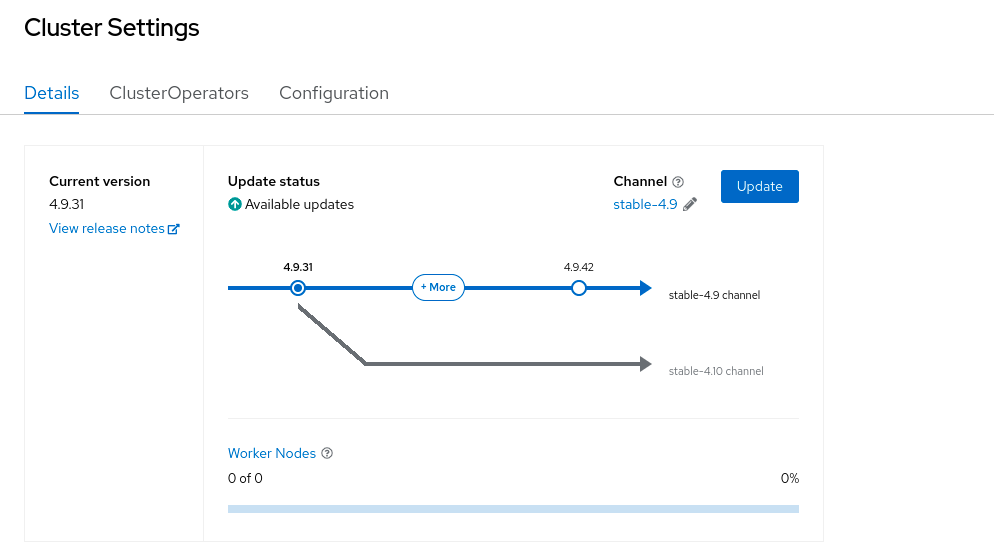 Cluster Settings
Details ClusterOperators Configuration
Current version
4.9.31
View release notes
Update status
Available updates
Channel
stable-4.9
Update
4.9.31
+ More
4.9.42
stable-4.9 channel
stable-4.10 channel
Worker Nodes
0 of 0 0%